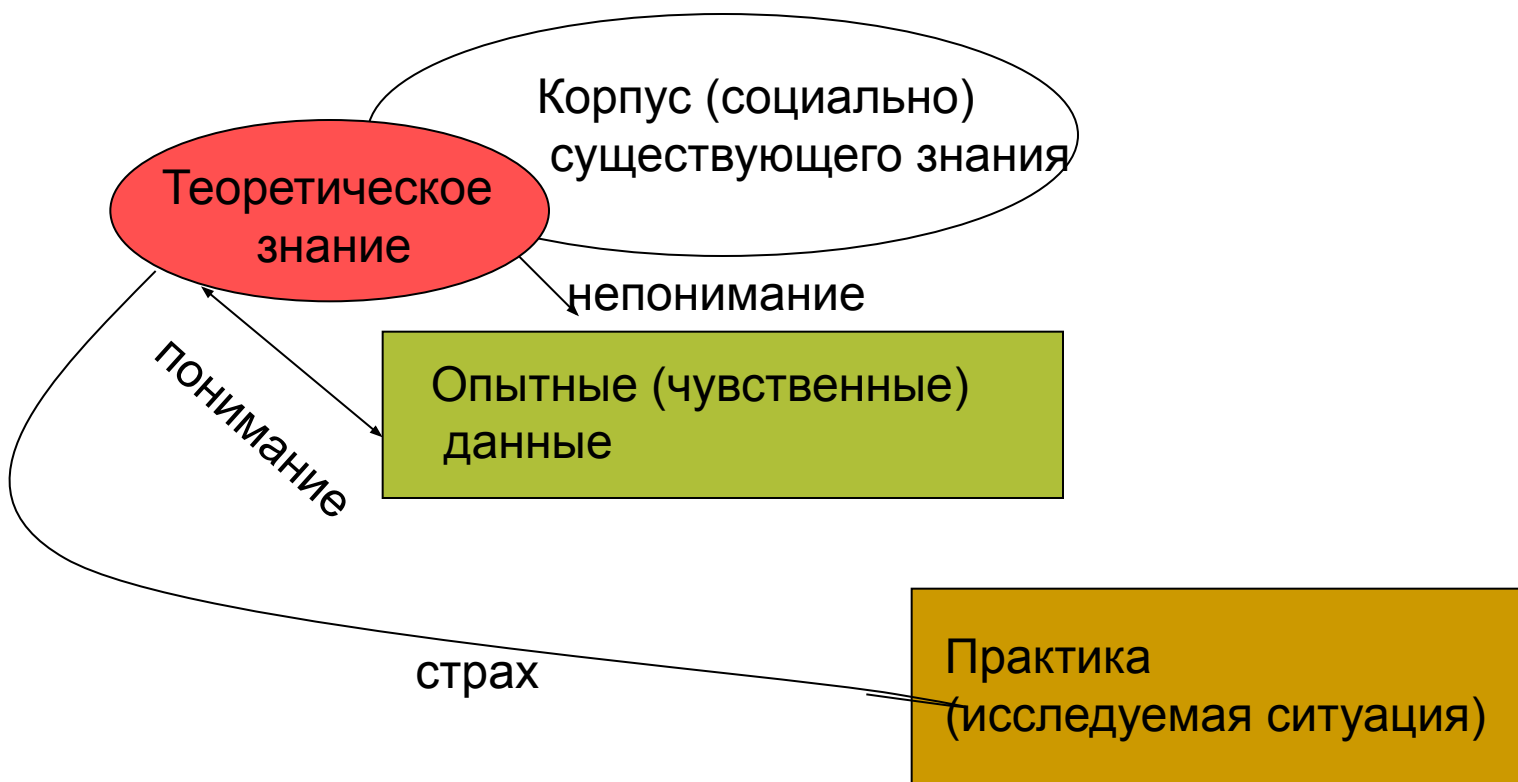 Корпус (социально)
существующего знания
Теоретическое
знание
непонимание
понимание
Опытные (чувственные)
данные
страх
Практика
(исследуемая ситуация)